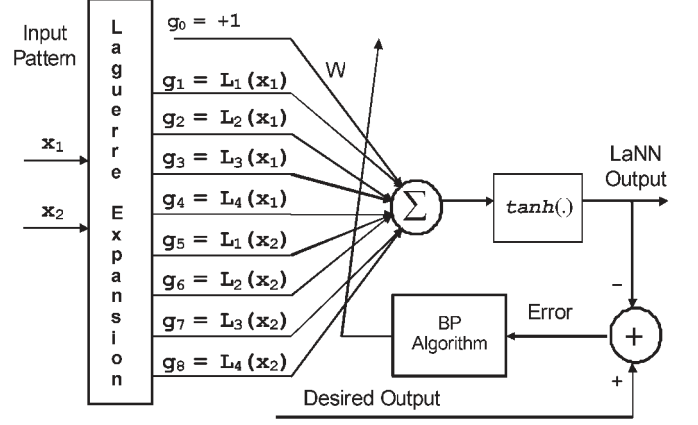 Input
Pattern
x₁
x₂
Laguerre Expansion
g₀ = +1
g₁ = L₁(x₁)
g₂ = L₂(x₁)
g₃ = L₃(x₁)
g₄ = L₄(x₁)
g₅ = L₁(x₂)
g₆ = L₂(x₂)
g₇ = L₃(x₂)
g₈ = L₄(x₂)
W
Σ
tanh(.)
LaNN
Output
−
+
+
Error
BP
Algorithm
Desired Output